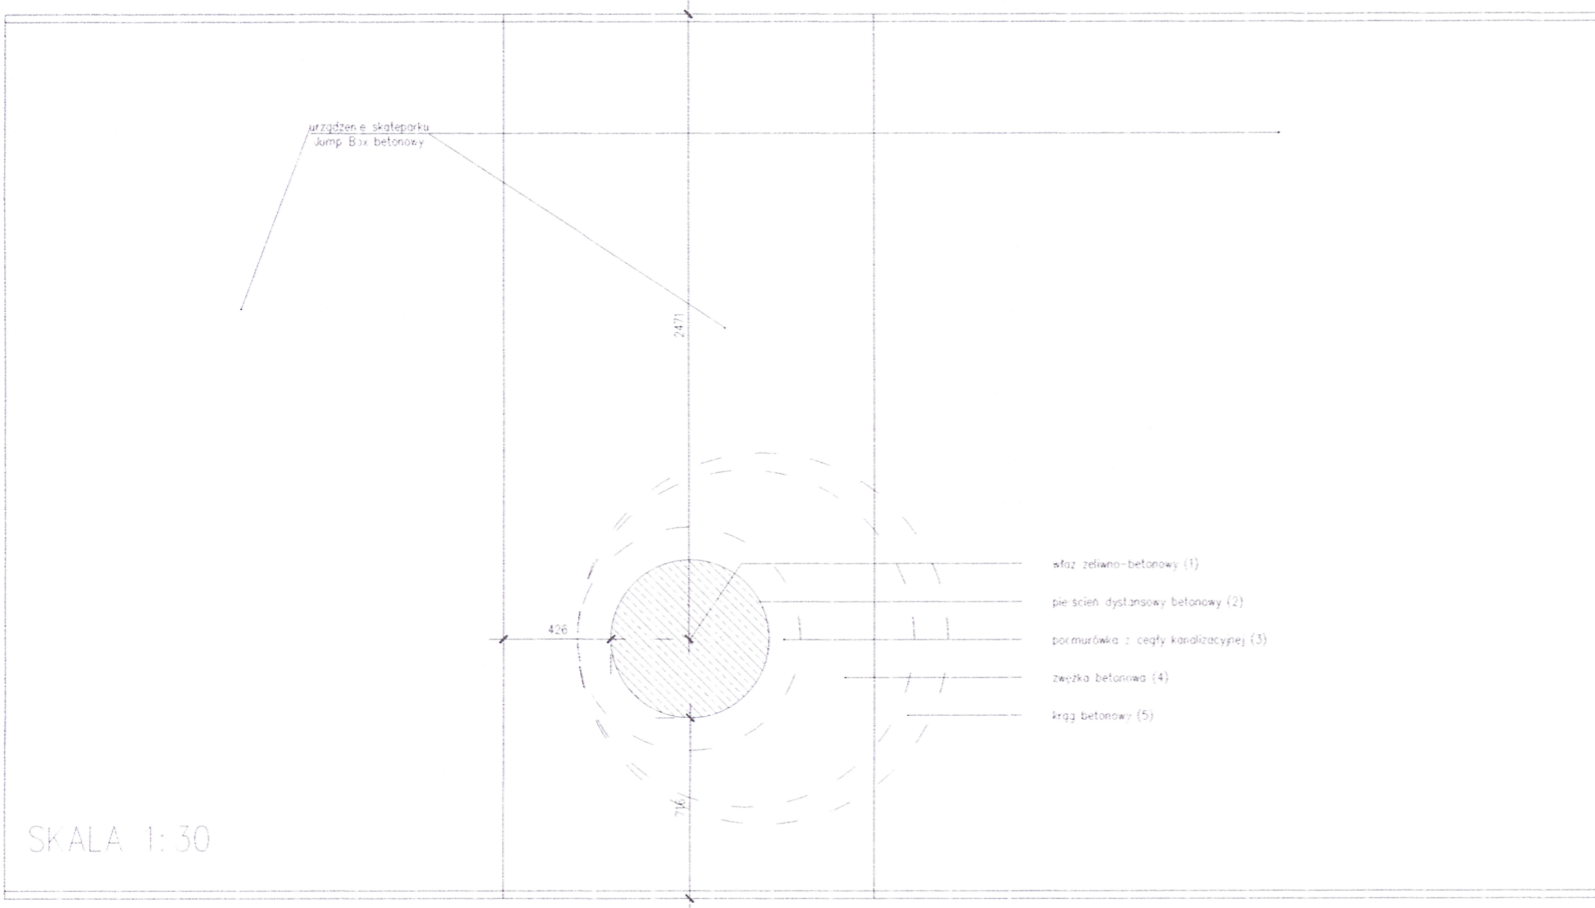 urządzenie skateparku
Jump Box betonowy
2471
426
właz żeliwno-betonowy (1)
pierścień dystansowy betonowy (2)
podmurówka z cegły kanalizacyjnej (3)
zwężka betonowa (4)
krąg betonowy (5)
716
SKALA 1:30